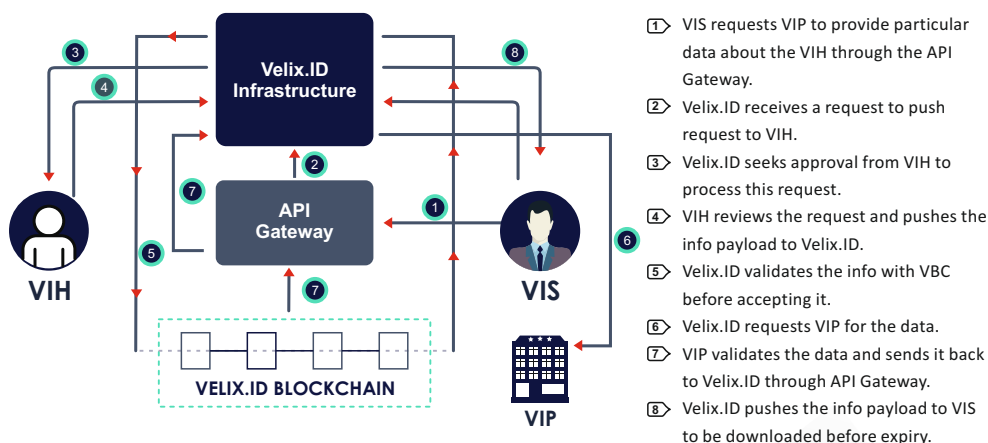 Velix.ID
Infrastructure
3
8
4
2
API
Gateway
7
1
5
6
7
VIH
VIS
VELIX.ID BLOCKCHAIN
VIP
1 VIS requests VIP to provide particular
data about the VIH through the API
Gateway.
2 Velix.ID receives a request to push
request to VIH.
3 Velix.ID seeks approval from VIH to
process this request.
4 VIH reviews the request and pushes the
info payload to Velix.ID.
5 Velix.ID validates the info with VBC
before accepting it.
6 Velix.ID requests VIP for the data.
7 VIP validates the data and sends it back
to Velix.ID through API Gateway.
8 Velix.ID pushes the info payload to VIS
to be downloaded before expiry.